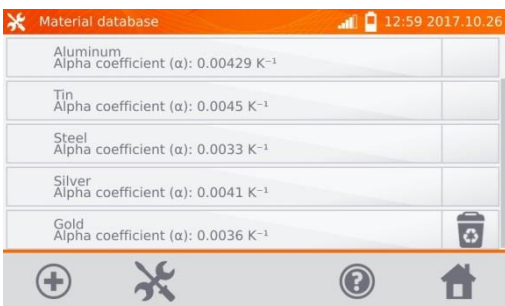 Material database 12:59 2017.10.26
Aluminum
Alpha coefficient (α): 0.00429 K⁻¹
Tin
Alpha coefficient (α): 0.0045 K⁻¹
Steel
Alpha coefficient (α): 0.0033 K⁻¹
Silver
Alpha coefficient (α): 0.0041 K⁻¹
Gold
Alpha coefficient (α): 0.0036 K⁻¹